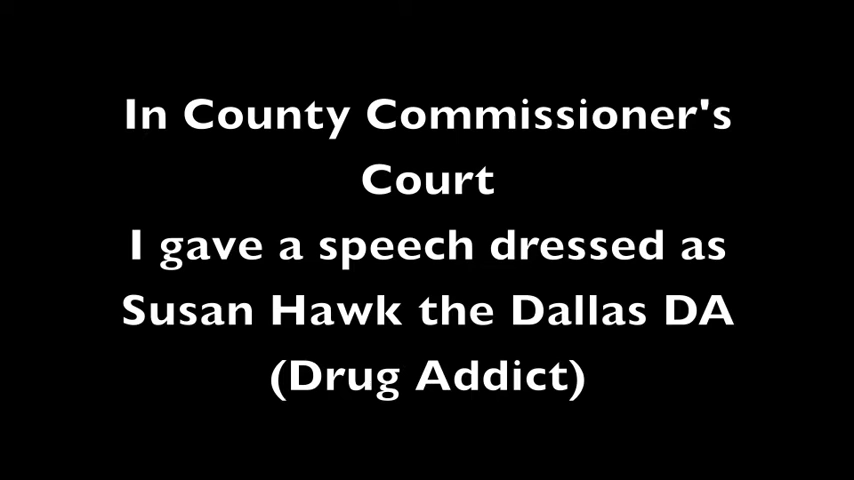 In County Commissioner's
Court
I gave a speech dressed as
Susan Hawk the Dallas DA
(Drug Addict)